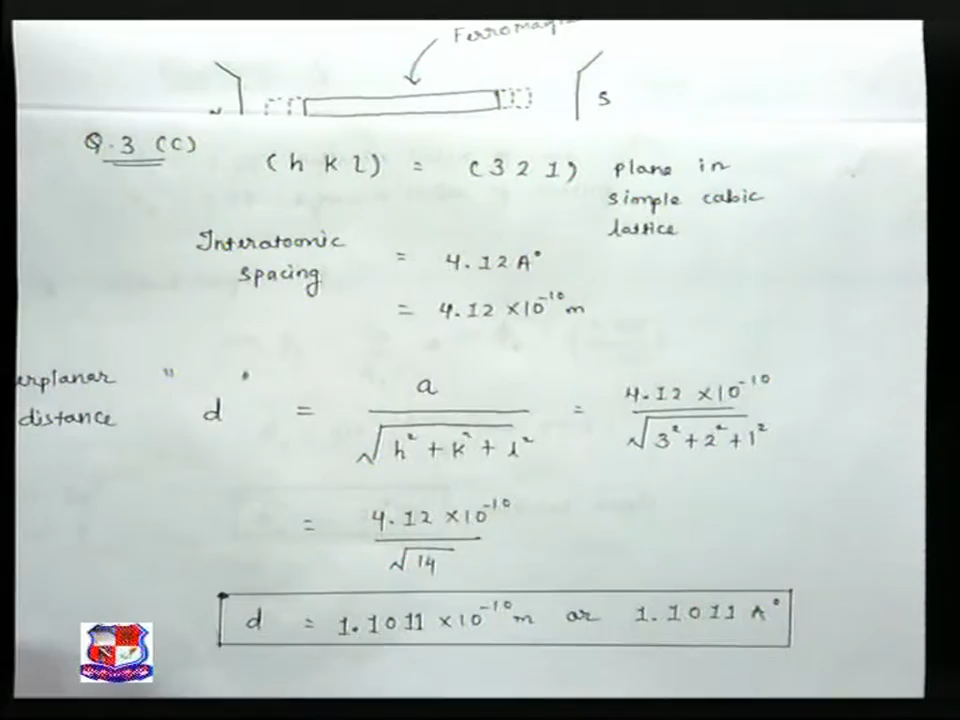 S
Q.3 (C)
(h k l) = (3 2 1) plane in
simple cabic
lattice
Interatomic
spacing = 4.12 A°
= 4.12 × 10⁻¹⁰ m
erplanar " "
distance d = a / √h² + k² + l² = 4.12 × 10⁻¹⁰ / √3² + 2² + 1²
= 4.12 × 10⁻¹⁰ / √14
d = 1.1011 × 10⁻¹⁰ m or 1.1011 A°